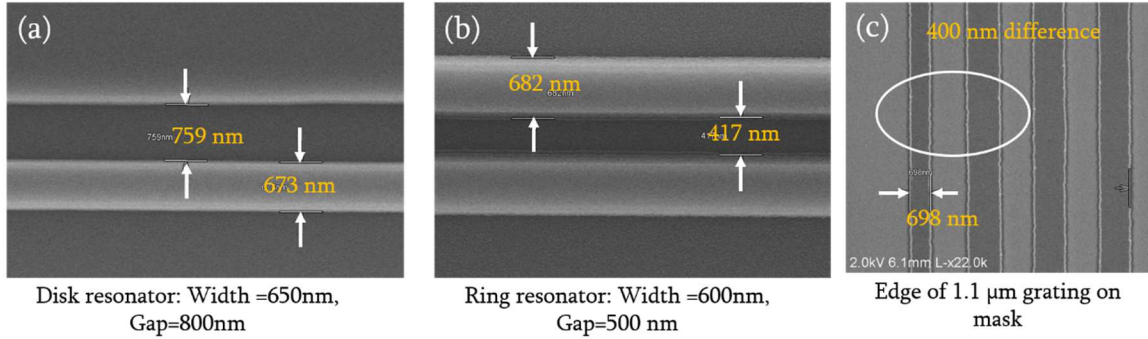 (a)
759nm
759 nm
673 nm
(b)
682 nm
682nm
417 nm
(c)
400 nm difference
698nm
698 nm
2.0kV 6.1mm L-x22.0k
Disk resonator: Width =650nm,
Gap=800nm
Ring resonator: Width =600nm,
Gap=500 nm
Edge of 1.1 μm grating on
mask